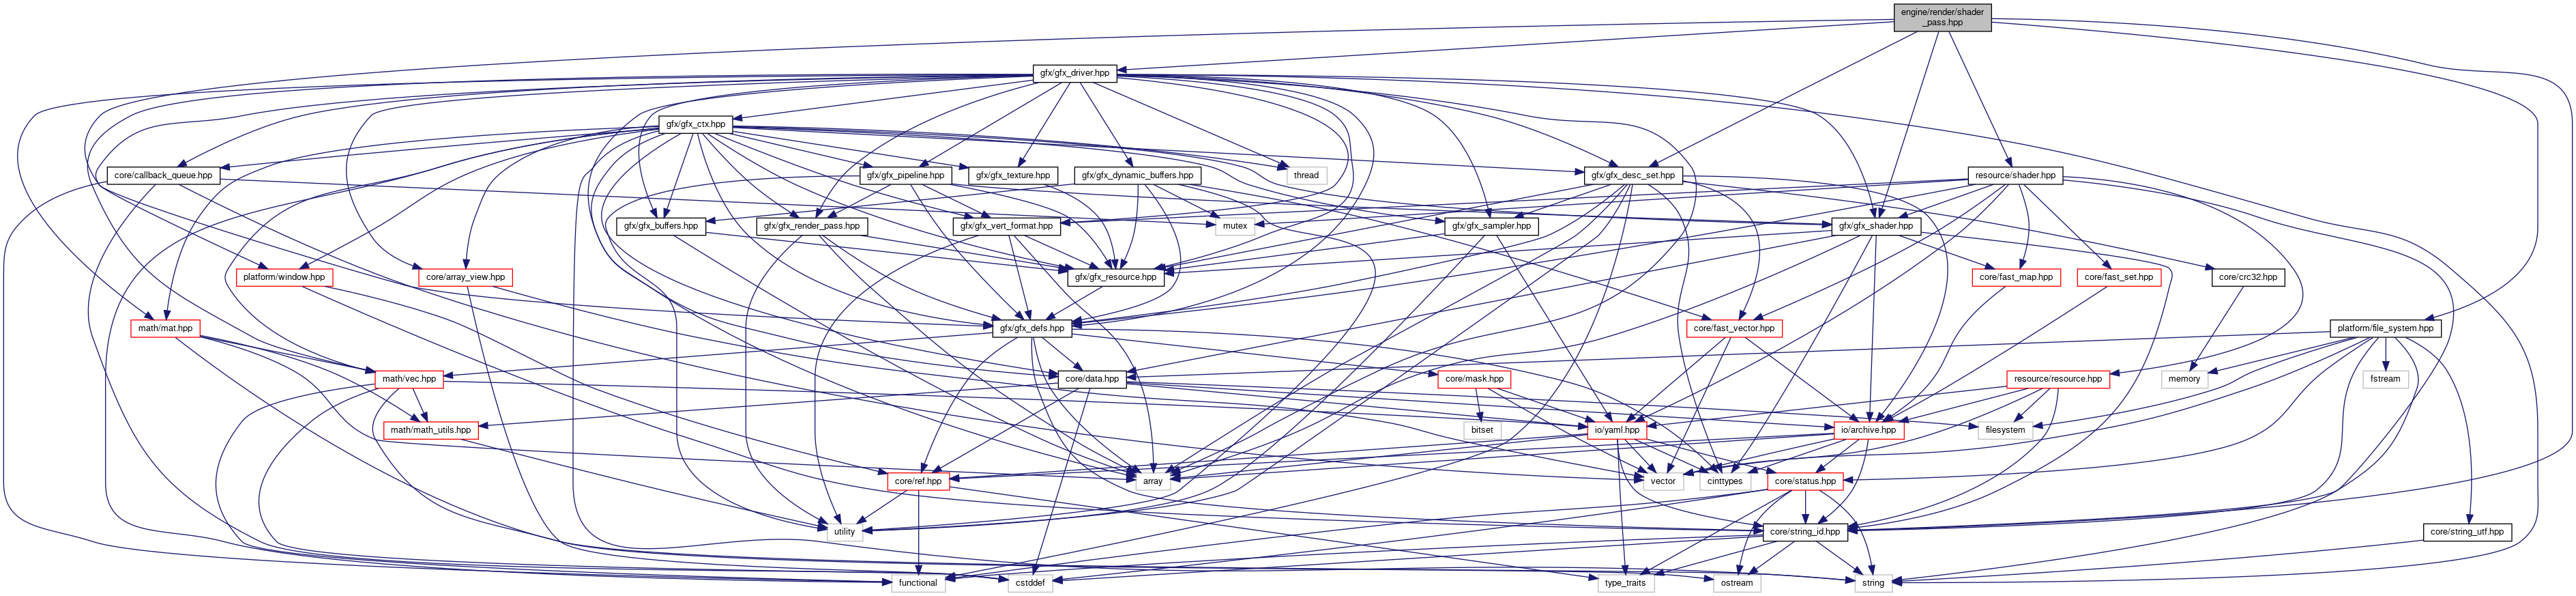 engine/render/shader
_pass.hpp
gfx/gfx_driver.hpp
gfx/gfx_ctx.hpp
core/callback_queue.hpp
gfx/gfx_pipeline.hpp
gfx/gfx_texture.hpp
gfx/gfx_dynamic_buffers.hpp
thread
gfx/gfx_desc_set.hpp
resource/shader.hpp
gfx/gfx_buffers.hpp
gfx/gfx_render_pass.hpp
gfx/gfx_vert_format.hpp
mutex
gfx/gfx_sampler.hpp
gfx/gfx_shader.hpp
platform/window.hpp
core/array_view.hpp
gfx/gfx_resource.hpp
core/fast_map.hpp
core/fast_set.hpp
core/crc32.hpp
math/mat.hpp
gfx/gfx_defs.hpp
core/fast_vector.hpp
platform/file_system.hpp
math/vec.hpp
core/data.hpp
core/mask.hpp
resource/resource.hpp
memory
fstream
math/math_utils.hpp
bitset
io/yaml.hpp
io/archive.hpp
filesystem
core/ref.hpp
array
vector
cinttypes
core/status.hpp
utility
core/string_id.hpp
core/string_utf.hpp
functional
cstddef
type_traits
ostream
string